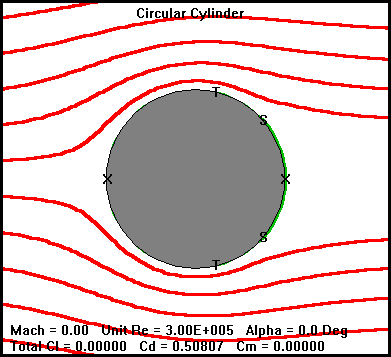 Circular Cylinder
T
S
X X
S
T
Mach = 0.00 Unit Re = 3.00E+005 Alpha = 0.0 Deg
Total Cl = 0.00000 Cd = 0.50807 Cm = 0.00000